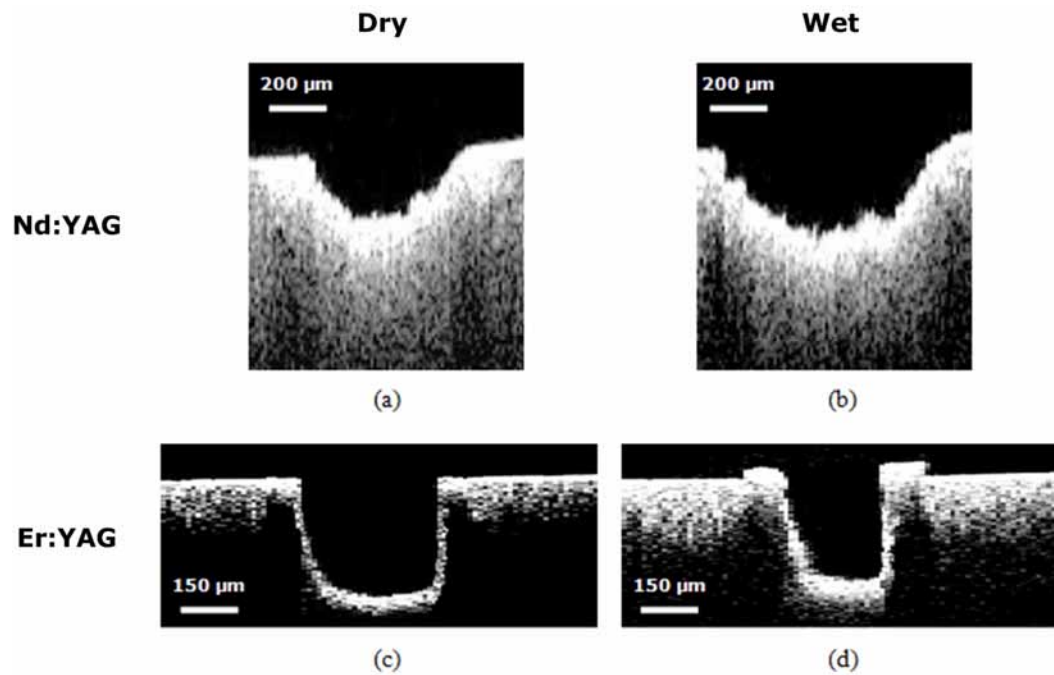 Dry Wet
200 µm 200 µm
Nd:YAG
(a) (b)
Er:YAG
150 µm 150 µm
(c) (d)